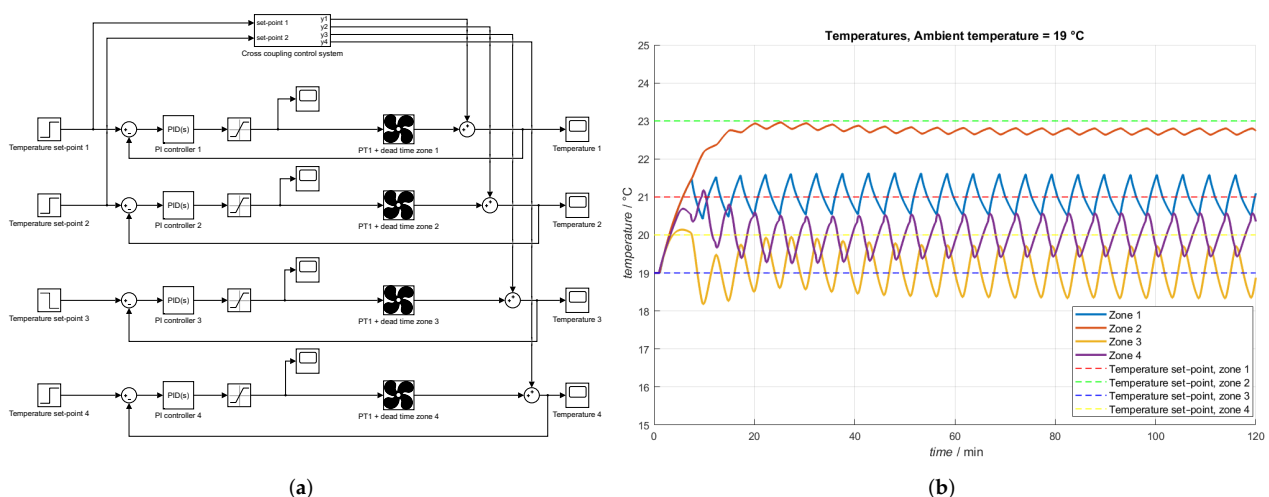 set-point 1
set-point 2
y1
y2
y3
y4
Cross coupling control system
Temperature set-point 1
PID(s)
PI controller 1
PT1 + dead time zone 1
Temperature 1
Temperature set-point 2
PID(s)
PI controller 2
PT1 + dead time zone 2
Temperature 2
Temperature set-point 3
PID(s)
PI controller 3
PT1 + dead time zone 3
Temperature 3
Temperature set-point 4
PID(s)
PI controller 4
PT1 + dead time zone 4
Temperature 4
(a)
Temperatures, Ambient temperature = 19 °C
temperature / °C
25
24
23
22
21
20
19
18
17
16
15
0
20
40
60
80
100
120
time / min
Zone 1
Zone 2
Zone 3
Zone 4
Temperature set-point, zone 1
Temperature set-point, zone 2
Temperature set-point, zone 3
Temperature set-point, zone 4
(b)